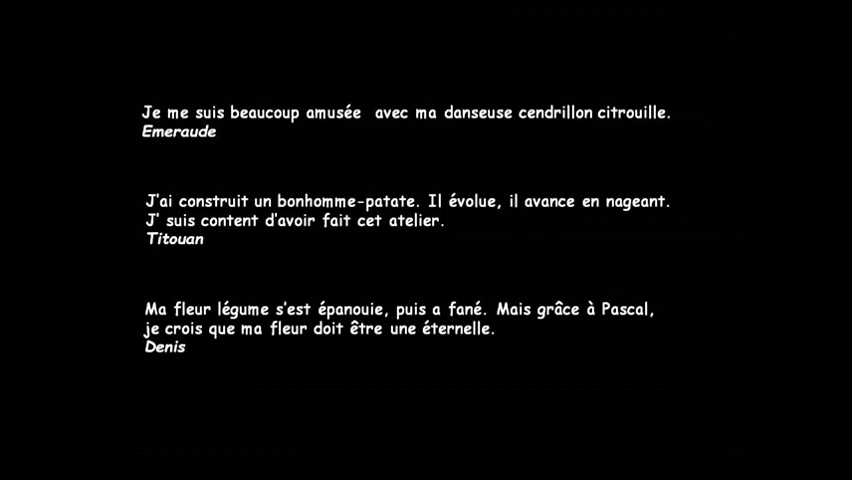 Je me suis beaucoup amusée avec ma danseuse cendrillon citrouille.
Emeraude
J'ai construit un bonhomme-patate. Il évolue, il avance en nageant.
J' suis content d'avoir fait cet atelier.
Titouan
Ma fleur légume s'est épanouie, puis a fané. Mais grâce à Pascal,
je crois que ma fleur doit être une éternelle.
Denis